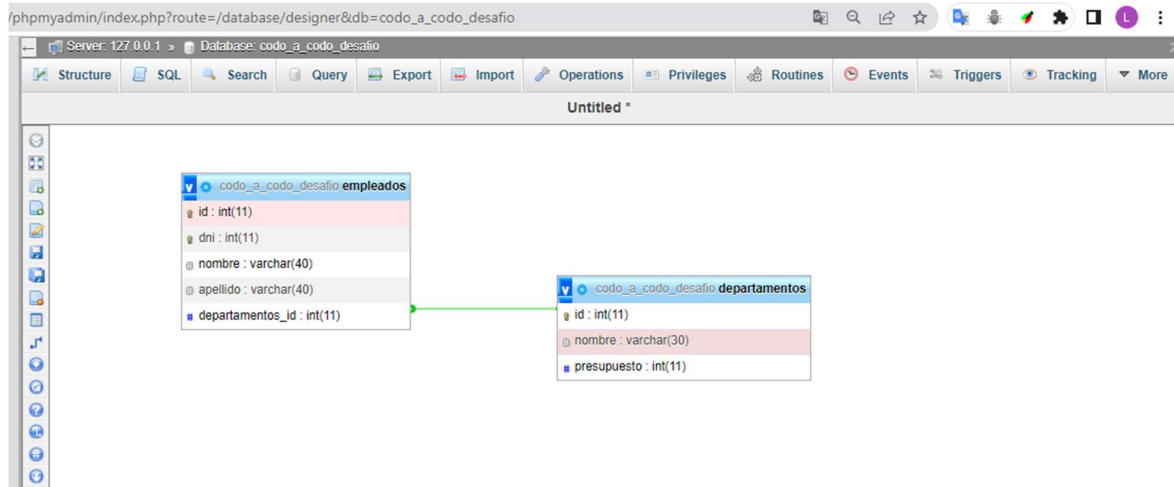 /phpmyadmin/index.php?route=/database/designer&db=codo_a_codo_desafio
L
Server: 127.0.0.1 » Database: codo_a_codo_desafio
Structure SQL Search Query Export Import Operations Privileges Routines Events Triggers Tracking More
Untitled *
v codo_a_codo_desafio empleados
id : int(11)
dni : int(11)
nombre : varchar(40)
apellido : varchar(40)
# departamentos_id : int(11)
v codo_a_codo_desafio departamentos
id : int(11)
nombre : varchar(30)
# presupuesto : int(11)